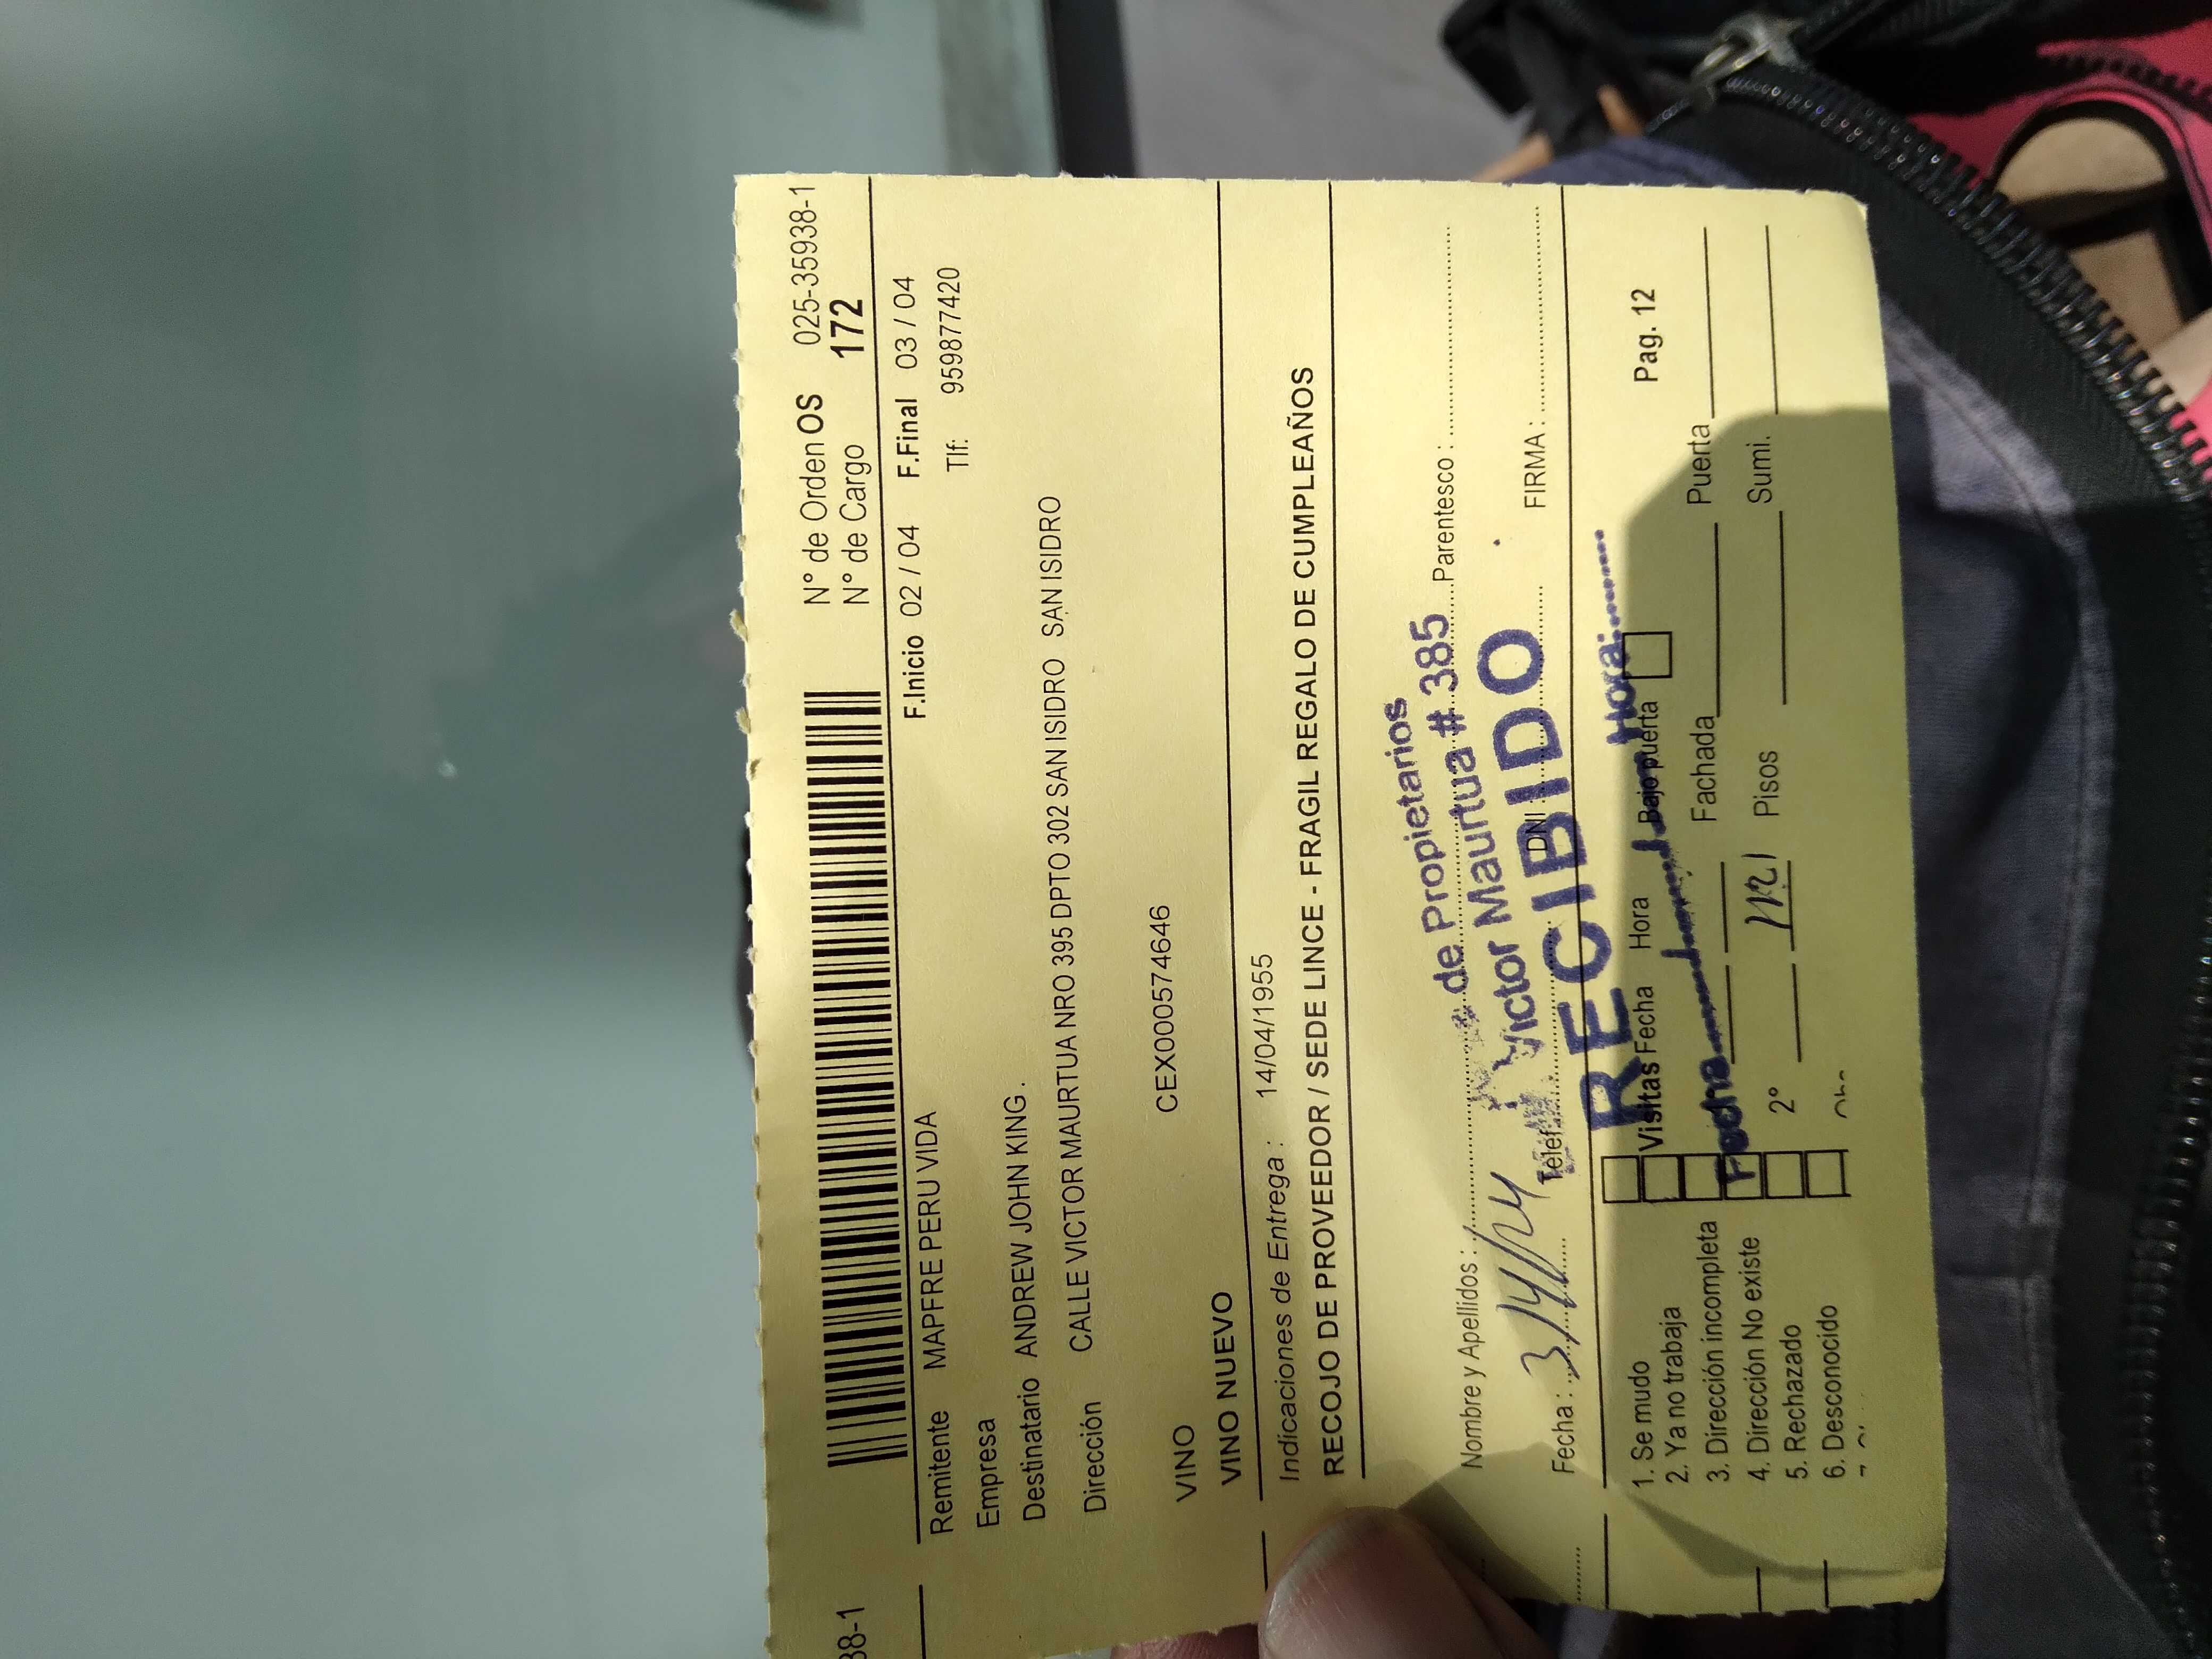 N° de Orden OS 025-35938-1
N° de Cargo 172
F.Inicio 02 / 04 F.Final 03 / 04
Remitente MAPFRE PERU VIDA Tlf: 959877420
Empresa
Destinatario ANDREW JOHN KING .
Dirección CALLE VICTOR MAURTUA NRO 395 DPTO 302 SAN ISIDRO SAN ISIDRO
VINO CEX000574646
VINO NUEVO
Indicaciones de Entrega : 14/04/1955
RECOJO DE PROVEEDOR / SEDE LINCE - FRAGIL REGALO DE CUMPLEAÑOS
de Propietarios
Victor Maurtua # 385
RECIBIDO
Fecha Hora:
Nombre y Apellidos : Parentesco :
Fecha : 3/4/24 Telef. DNI : FIRMA :
1. Se mudo Visitas Fecha Hora Bajo puerta Pag. 12
2. Ya no trabaja
3. Dirección incompleta Fachada Puerta
4. Dirección No existe
5. Rechazado 2° Pisos Sumi.
6. Desconocido
38-1